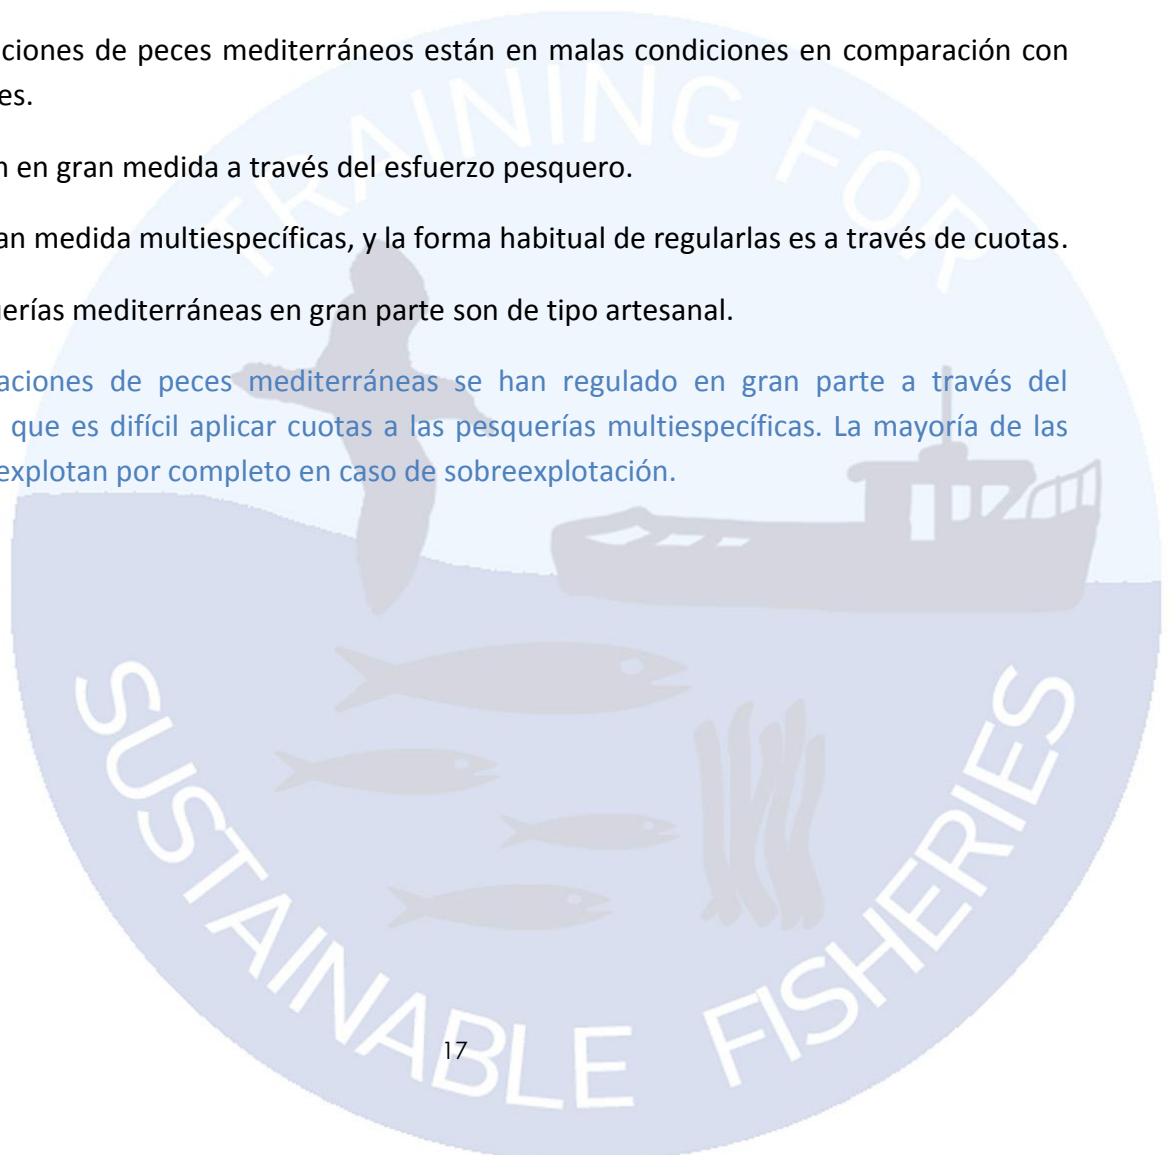 ciones de peces mediterráneos están en malas condiciones en comparación con
es.
n en gran medida a través del esfuerzo pesquero.
an medida multiespecíficas, y la forma habitual de regularlas es a través de cuotas.
uerías mediterráneas en gran parte son de tipo artesanal.
aciones de peces mediterráneas se han regulado en gran parte a través del
que es difícil aplicar cuotas a las pesquerías multiespecíficas. La mayoría de las
explotan por completo en caso de sobreexplotación.
TRAINING FOR
SUSTAINABLE FISHERIES
17